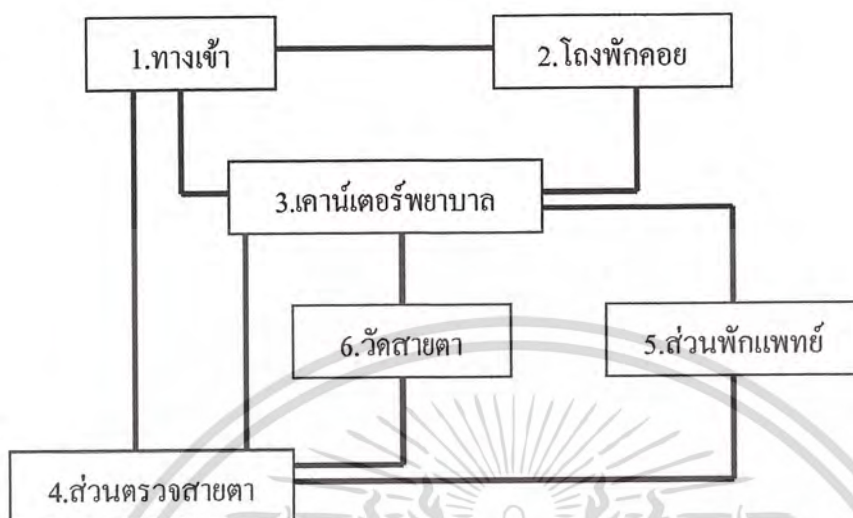 1.ทางเข้า
2.โถงพักคอย
3.เคาน์เตอร์พยาบาล
6.วัดสายตา
5.ส่วนพักแพทย์
4.ส่วนตรวจสายตา